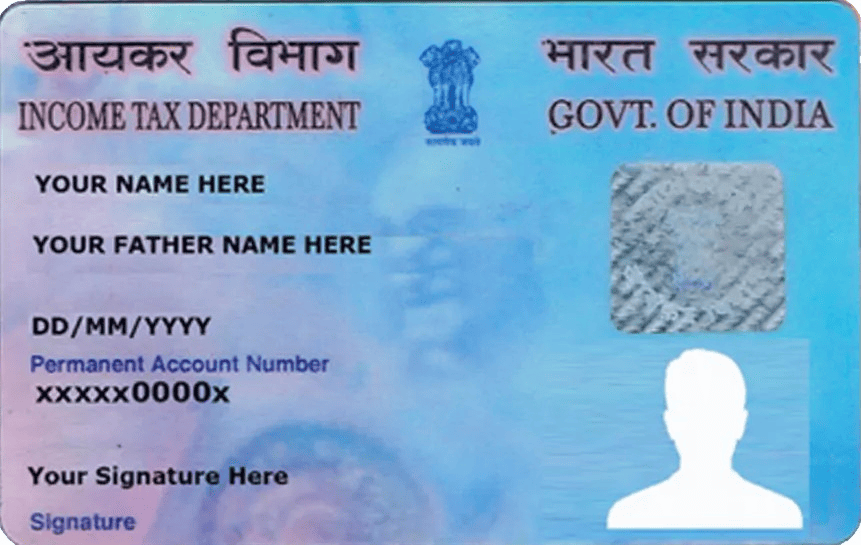 आयकर विभाग
भारत सरकार
INCOME TAX DEPARTMENT
GOVT. OF INDIA
सत्यमेव जयते
YOUR NAME HERE
YOUR FATHER NAME HERE
DD/MM/YYYY
Permanent Account Number
xxxxx0000x
Your Signature Here
Signature